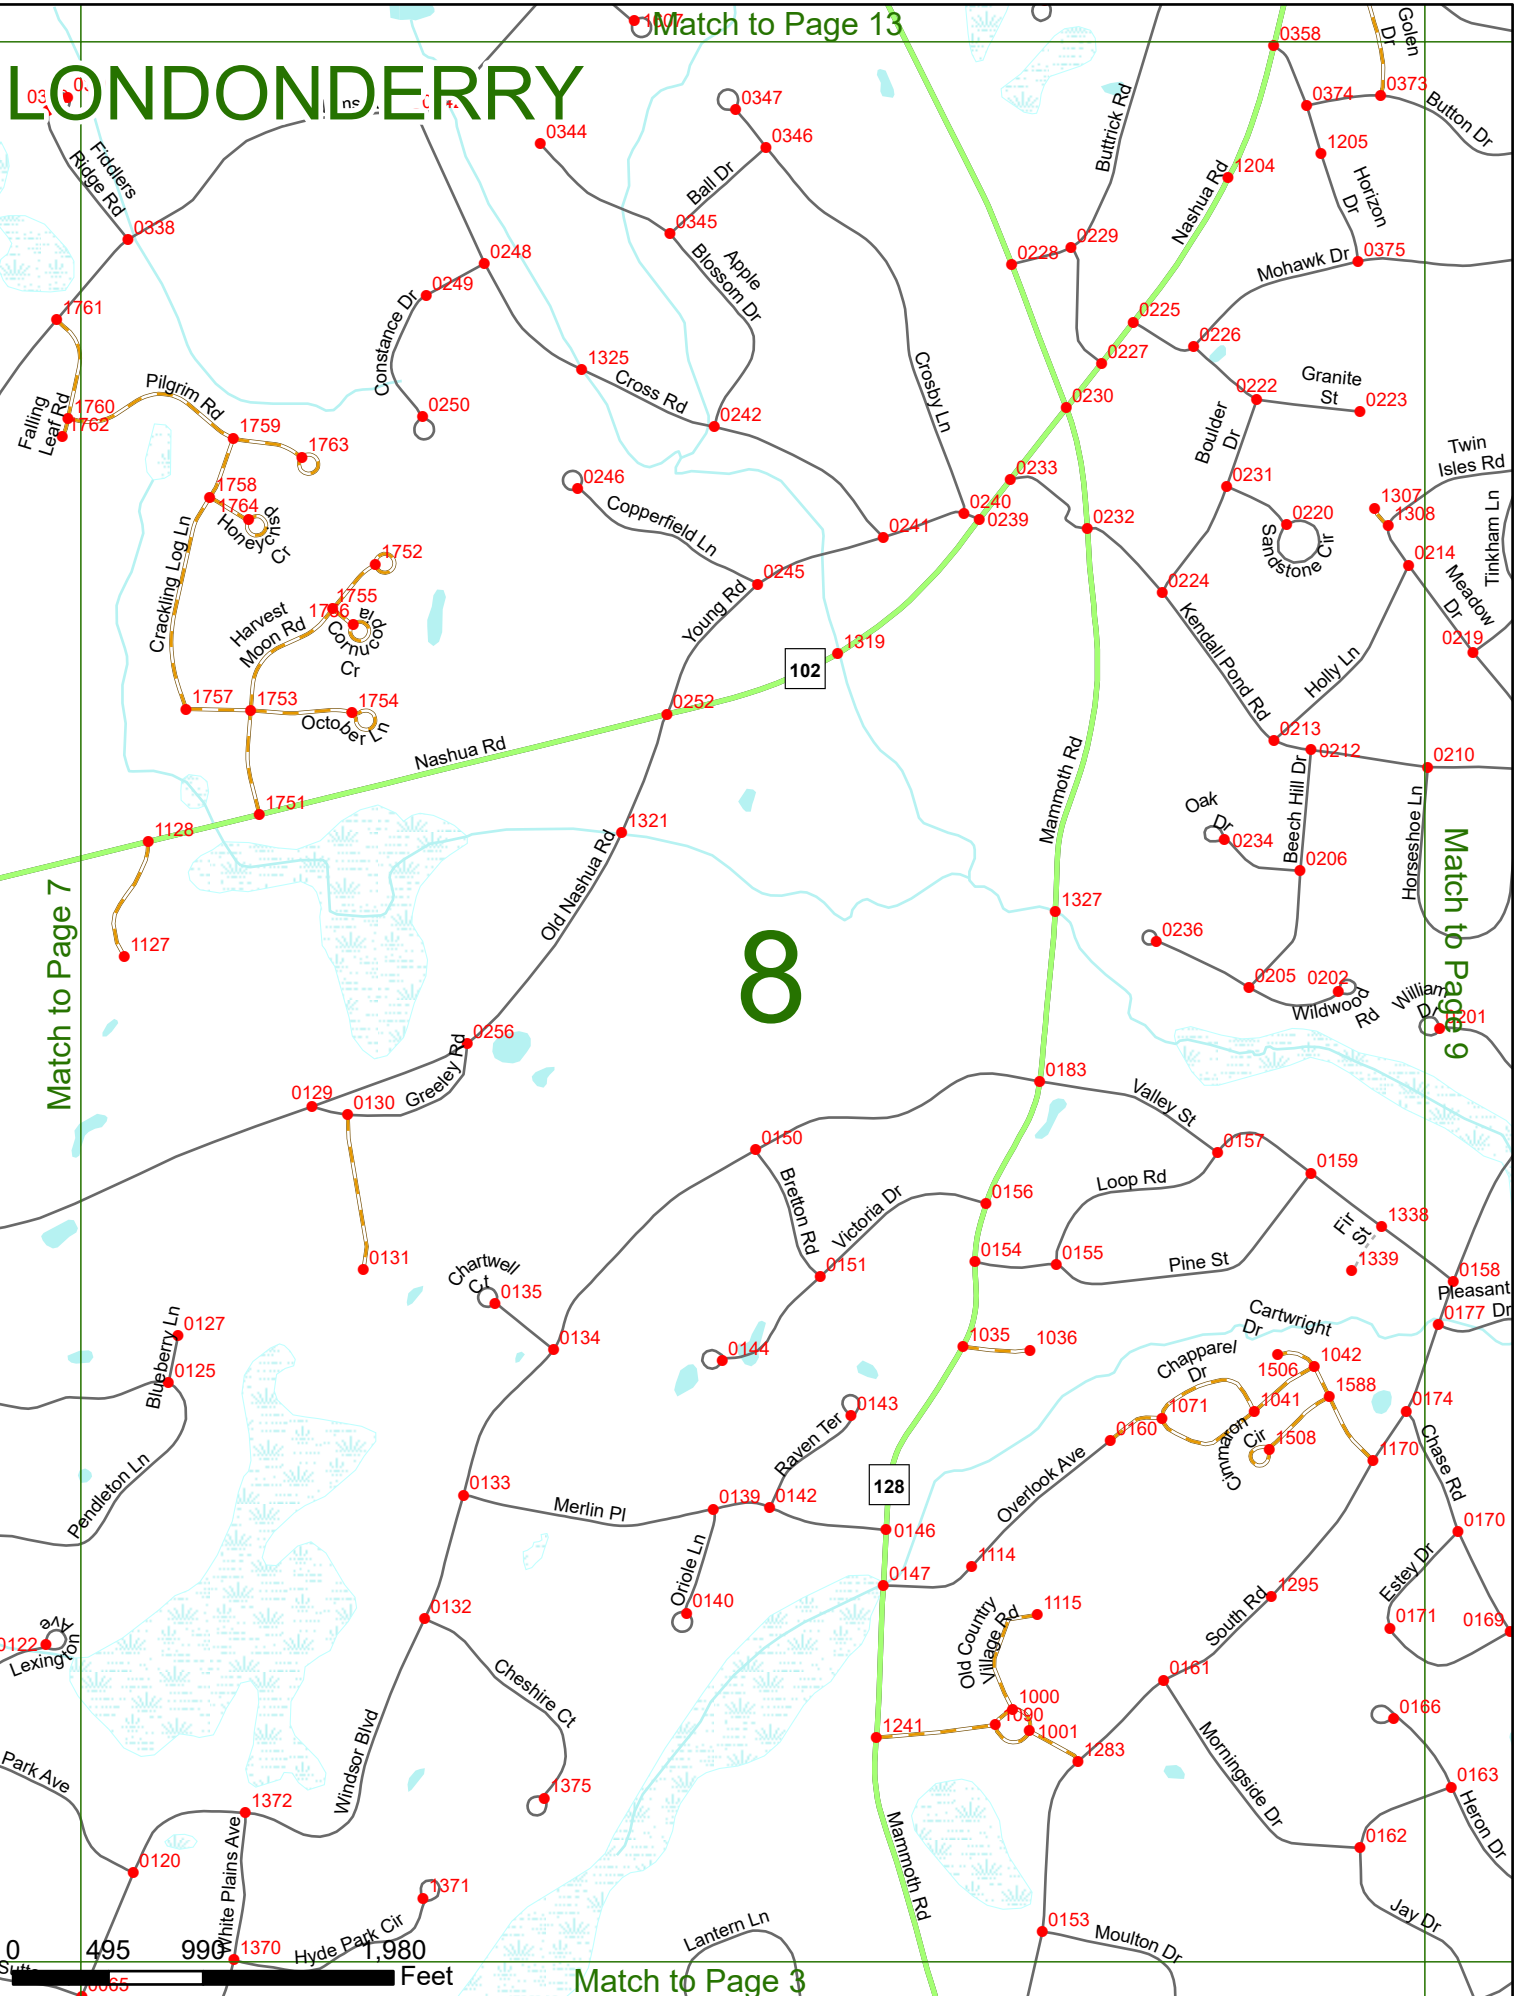 1607
Match to Page 13
LONDONDERRY
Golen
Dr
0358
0374
0373
Button Dr
0347
0344
0346
Buttrick Rd
1205
1204
Fiddlers
Ridge Rd
Ball Dr
Horizon
Dr
0338
0345
Nashua Rd
0229
0228
0375
Mohawk Dr
0248
0249
Apple
Blossom Dr
1761
Constance Dr
0225
0226
0227
1325
Cross Rd
Crosby Ln
Granite
St
0222
0223
Pilgrim Rd
Falling
Leaf Rd
1760
1762
1759
0250
0242
0230
Boulder
Dr
1763
Twin
Isles Rd
0246
0233
0231
1758
1764
Honey
Crisp
Ct
Copperfield Ln
0240
0239
0241
0232
0220
Sandstone Cir
1307
1308
Tinkham Ln
Crackling Log Ln
1752
0214
0245
0224
Meadow
Dr
1755
1756
Harvest
Moon Rd
Cornucopia
Cr
Young Rd
0219
1319
102
Kendall Pond Rd
Holly Ln
1757
1753
1754
October Ln
0252
0213
0212
0210
Nashua Rd
Mammoth Rd
Beech Hill Dr
Horseshoe Ln
1751
1128
1321
Oak
Dr
0234
0206
Match to Page 7
Old Nashua Rd
1127
8
1327
0236
0205
0202
Wildwood
Rd
William
Dr
0201
Match to Page 9
0256
Greeley Rd
0129
0130
0183
Valley St
0150
0157
0159
Bretton Rd
Victoria Dr
0156
Loop Rd
Fir
St
1338
0131
0151
0154
0155
Pine St
1339
0158
Chartwell
Ct
0135
Pleasant
Dr
0177
Blueberry Ln
0127
0134
0144
1035
1036
Cartwright
Dr
Chapparel
Dr
1506
1042
0125
1588
0143
1071
1041
0174
0160
Cimmaron
Cir
1508
1170
Raven Ter
Chase Rd
Pendleton Ln
0133
Merlin Pl
0139
0142
128
Overlook Ave
0146
0170
1114
Estey Dr
0147
Oriole Ln
0140
1295
South Rd
0132
Old Country
Village Rd
1115
0171
0169
0122
Lexington
Ave
0161
Cheshire Ct
1000
1090
1001
0166
1241
1283
Windsor Blvd
Morningside Dr
Park Ave
0163
1375
1372
Heron Dr
0120
Mammoth Rd
0162
White Plains Ave
1371
Jay Dr
Hyde Park Cir
Lantern Ln
0153
Moulton Dr
1370
0 495 990 1,980
Feet
0065
Match to Page 3